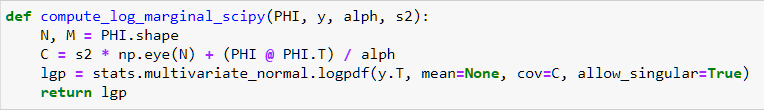 def compute_log_marginal_scipy(PHI, y, alph, s2):
    N, M = PHI.shape
    C = s2 * np.eye(N) + (PHI @ PHI.T) / alph
    lgp = stats.multivariate_normal.logpdf(y.T, mean=None, cov=C, allow_singular=True)
    return lgp